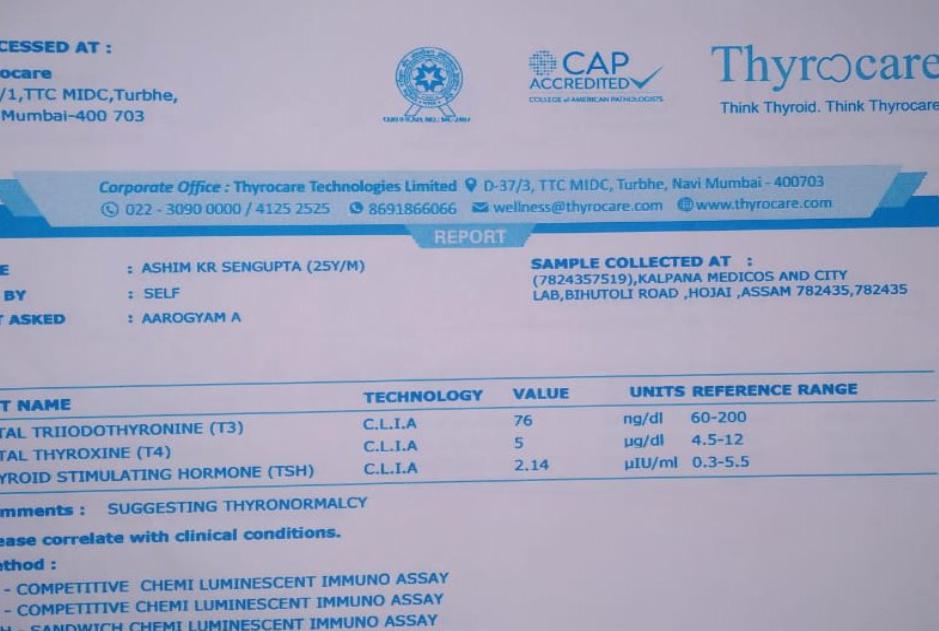 CESSED AT :
ocare
/1,TTC MIDC,Turbhe,
Mumbai-400 703
CAP
ACCREDITED
COLLEGE of AMERICAN PATHOLOGISTS
Thyrocare
Think Thyroid. Think Thyrocare
Corporate Office : Thyrocare Technologies Limited D-37/3, TTC MIDC, Turbhe, Navi Mumbai - 400703
022 - 3090 0000 / 4125 2525 8691866066 wellness@thyrocare.com www.thyrocare.com
REPORT
E : ASHIM KR SENGUPTA (25Y/M)
BY : SELF
T ASKED : AAROGYAM A
SAMPLE COLLECTED AT :
(7824357519),KALPANA MEDICOS AND CITY
LAB,BIHUTOLI ROAD ,HOJAI ,ASSAM 782435,782435
T NAME TECHNOLOGY VALUE UNITS REFERENCE RANGE
TAL TRIIODOTHYRONINE (T3) C.L.I.A 76 ng/dl 60-200
TAL THYROXINE (T4) C.L.I.A 5 µg/dl 4.5-12
YROID STIMULATING HORMONE (TSH) C.L.I.A 2.14 µIU/ml 0.3-5.5
mments : SUGGESTING THYRONORMALCY
ease correlate with clinical conditions.
ethod :
- COMPETITIVE CHEMI LUMINESCENT IMMUNO ASSAY
- COMPETITIVE CHEMI LUMINESCENT IMMUNO ASSAY
H - SANDWICH CHEMI LUMINESCENT IMMUNO ASSAY